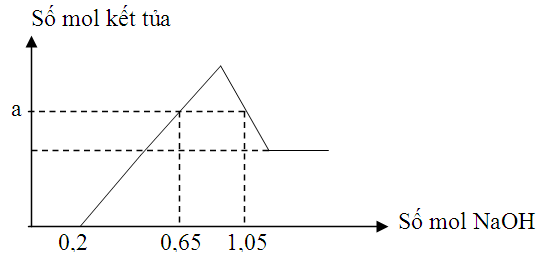 Số mol kết tủa
a
Số mol NaOH
0,2 0,65 1,05